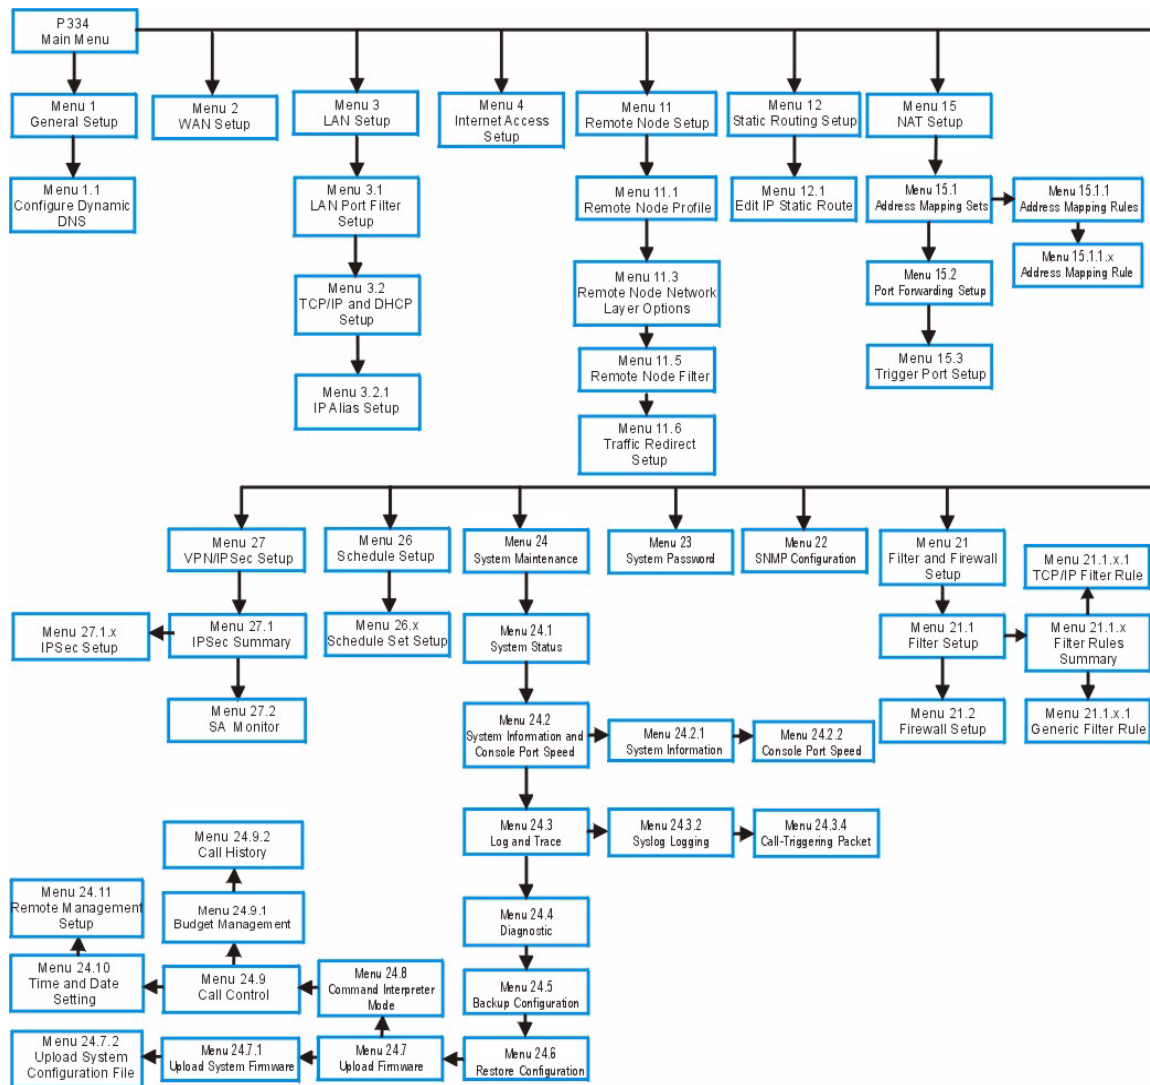 P334
Main Menu
Menu 1
General Setup
Menu 2
WAN Setup
Menu 3
LAN Setup
Menu 4
Internet Access
Setup
Menu 11
Remote Node Setup
Menu 12
Static Routing Setup
Menu 15
NAT Setup
Menu 1.1
Configure Dynamic
DNS
Menu 3.1
LAN Port Filter
Setup
Menu 11.1
Remote Node Profile
Menu 12.1
Edit IP Static Route
Menu 15.1
Address Mapping Sets
Menu 15.1.1
Address Mapping Rules
Menu 15.1.1.x
Address Mapping Rule
Menu 3.2
TCP/IP and DHCP
Setup
Menu 11.3
Remote Node Network
Layer Options
Menu 15.2
Port Forwarding Setup
Menu 3.2.1
IP Alias Setup
Menu 11.5
Remote Node Filter
Menu 15.3
Trigger Port Setup
Menu 11.6
Traffic Redirect
Setup
Menu 27
VPN/IPSec Setup
Menu 26
Schedule Setup
Menu 24
System Maintenance
Menu 23
System Password
Menu 22
SNMP Configuration
Menu 21
Filter and Firewall
Setup
Menu 21.1.x.1
TCP/IP Filter Rule
Menu 27.1.x
IPSec Setup
Menu 27.1
IPSec Summary
Menu 26.x
Schedule Set Setup
Menu 24.1
System Status
Menu 21.1
Filter Setup
Menu 21.1.x
Filter Rules
Summary
Menu 27.2
SA Monitor
Menu 24.2
System Information and
Console Port Speed
Menu 24.2.1
System Information
Menu 24.2.2
Console Port Speed
Menu 21.2
Firewall Setup
Menu 21.1.x.1
Generic Filter Rule
Menu 24.9.2
Call History
Menu 24.3
Log and Trace
Menu 24.3.2
Syslog Logging
Menu 24.3.4
Call-Triggering Packet
Menu 24.11
Remote Management
Setup
Menu 24.9.1
Budget Management
Menu 24.4
Diagnostic
Menu 24.10
Time and Date
Setting
Menu 24.9
Call Control
Menu 24.8
Command Interpreter
Mode
Menu 24.5
Backup Configuration
Menu 24.7.2
Upload System
Configuration File
Menu 24.7.1
Upload System Firmware
Menu 24.7
Upload Firmware
Menu 24.6
Restore Configuration